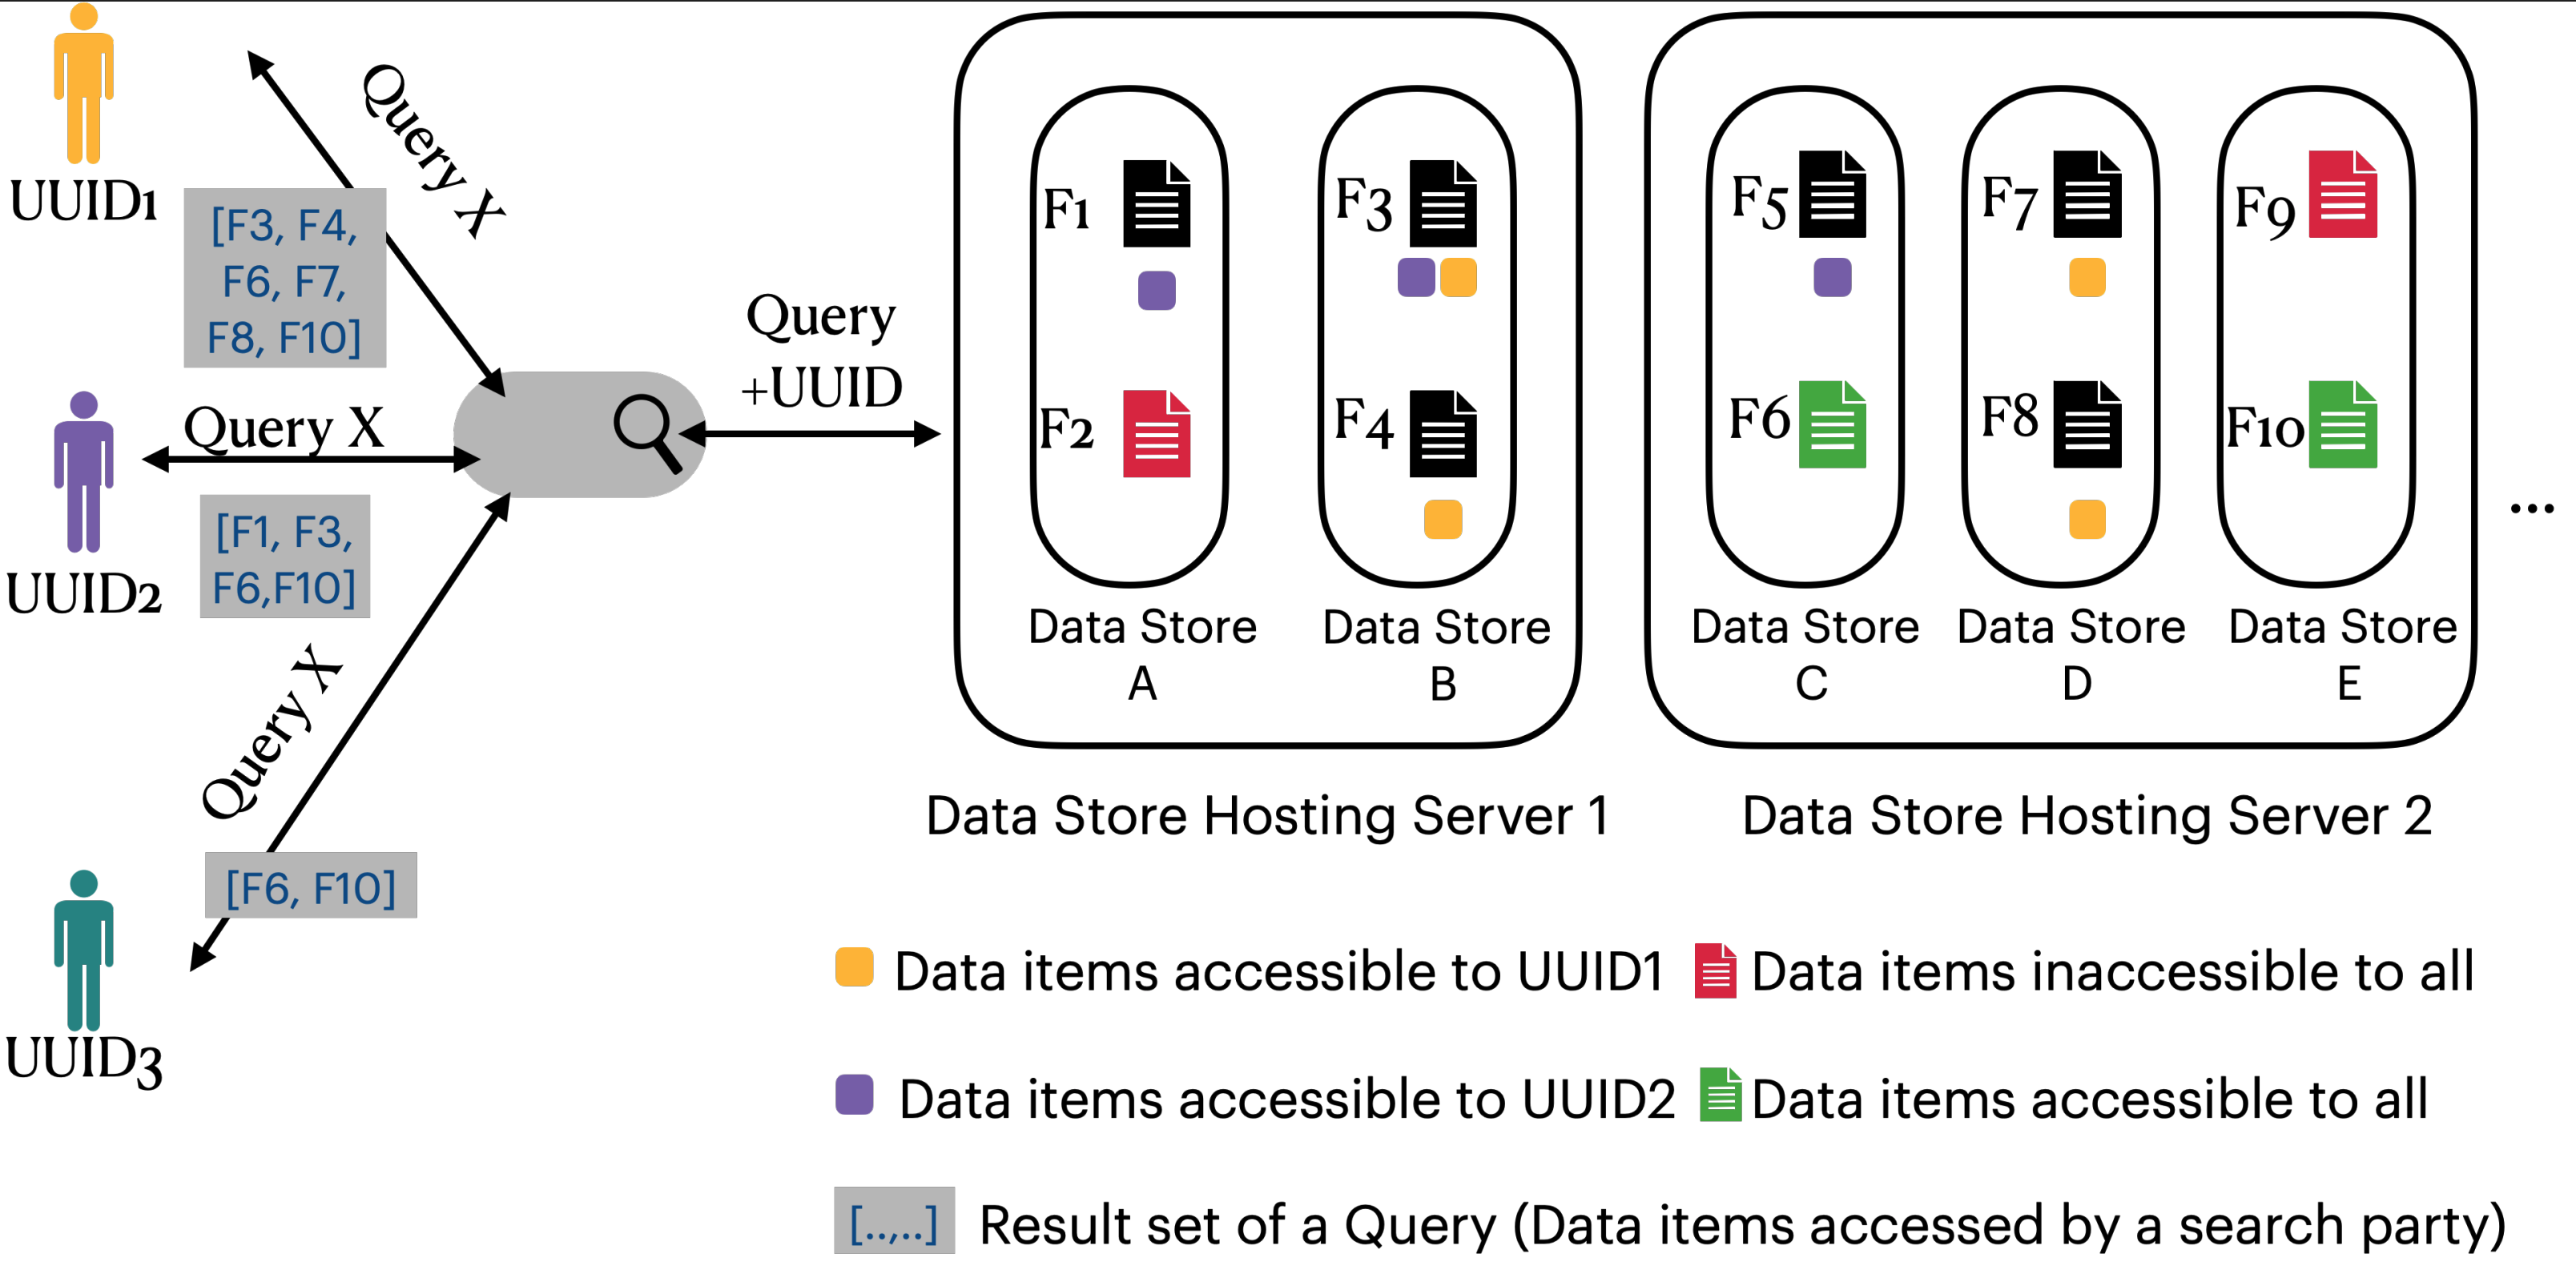 UUID1
Query X
[F3, F4,
F6, F7,
F8, F10]
Query X
UUID2
[F1, F3,
F6,F10]
Query X
UUID3
[F6, F10]
Query
+UUID
F1
F2
Data Store
A
F3
F4
Data Store
B
Data Store Hosting Server 1
F5
F6
Data Store
C
F7
F8
Data Store
D
F9
F10
Data Store
E
...
Data Store Hosting Server 2
Data items accessible to UUID1
Data items inaccessible to all
Data items accessible to UUID2
Data items accessible to all
[..,..] Result set of a Query (Data items accessed by a search party)